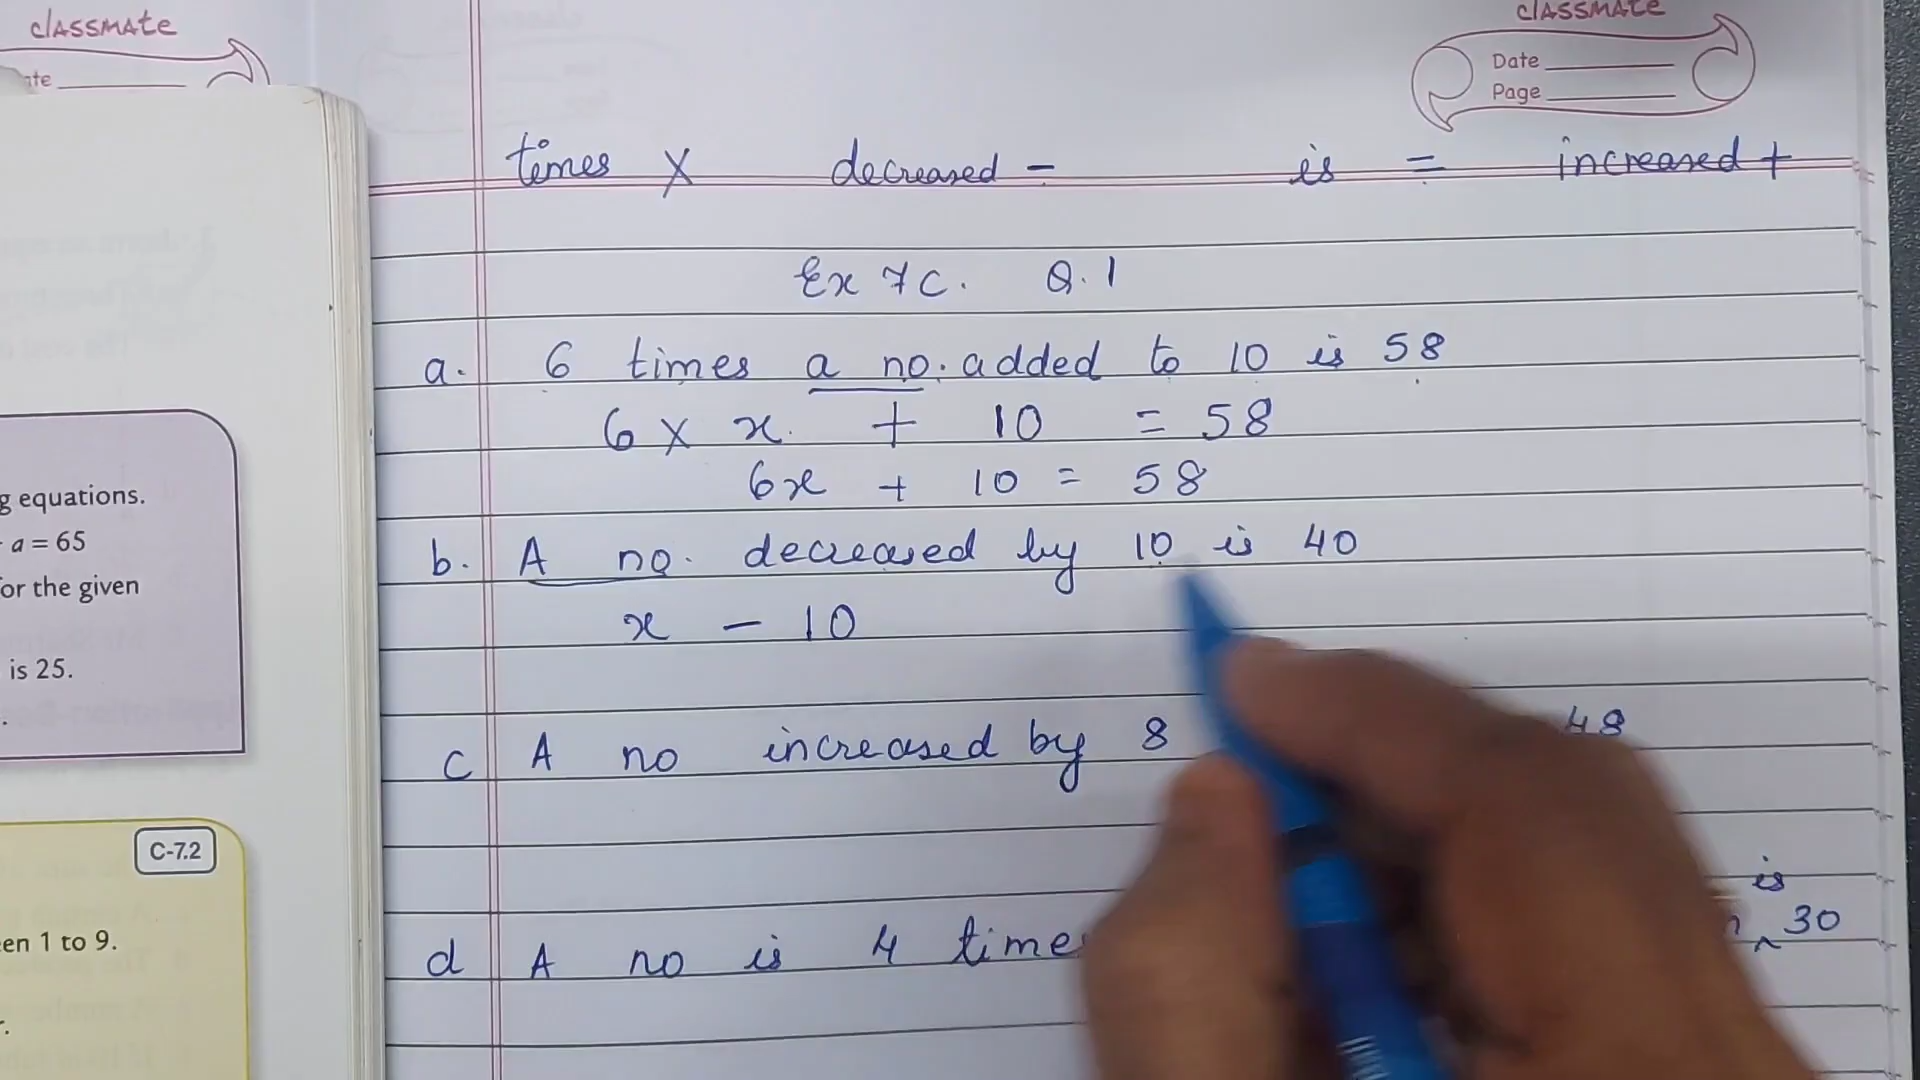 classmate
ate
classmate
Date
Page
times X decreased - is = increased +
Ex 7C. Q.1
a. 6 times a no. added to 10 is 58
6 X x + 10 = 58
6x + 10 = 58
b. A no. decreased by 10 is 40
x - 10
c A no increased by 8 48
d A no is 4 times is 30
g equations.
a = 65
or the given
is 25.
C-7.2
en 1 to 9.